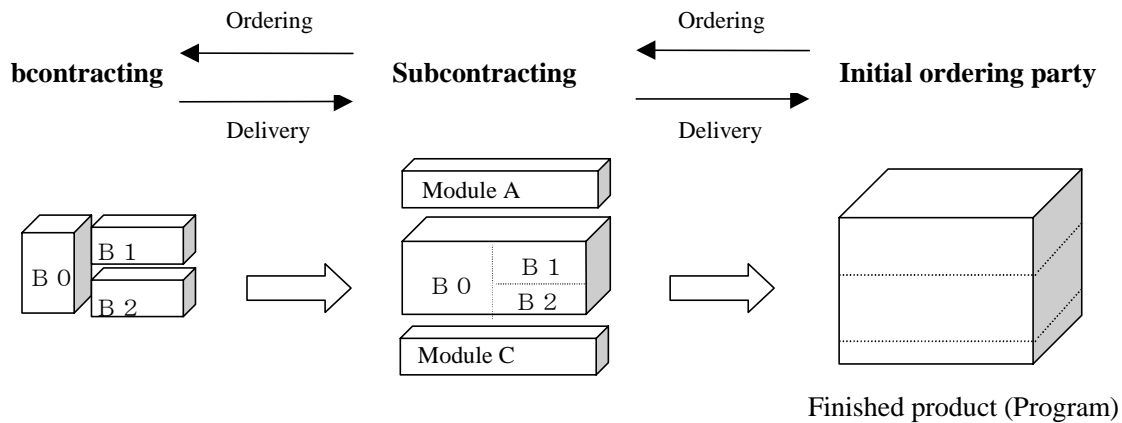 Ordering
Ordering
bcontracting
Subcontracting
Initial ordering party
Delivery
Delivery
Module A
B 0
B 1
B 2
B 0
B 1
B 2
Module C
Finished product (Program)